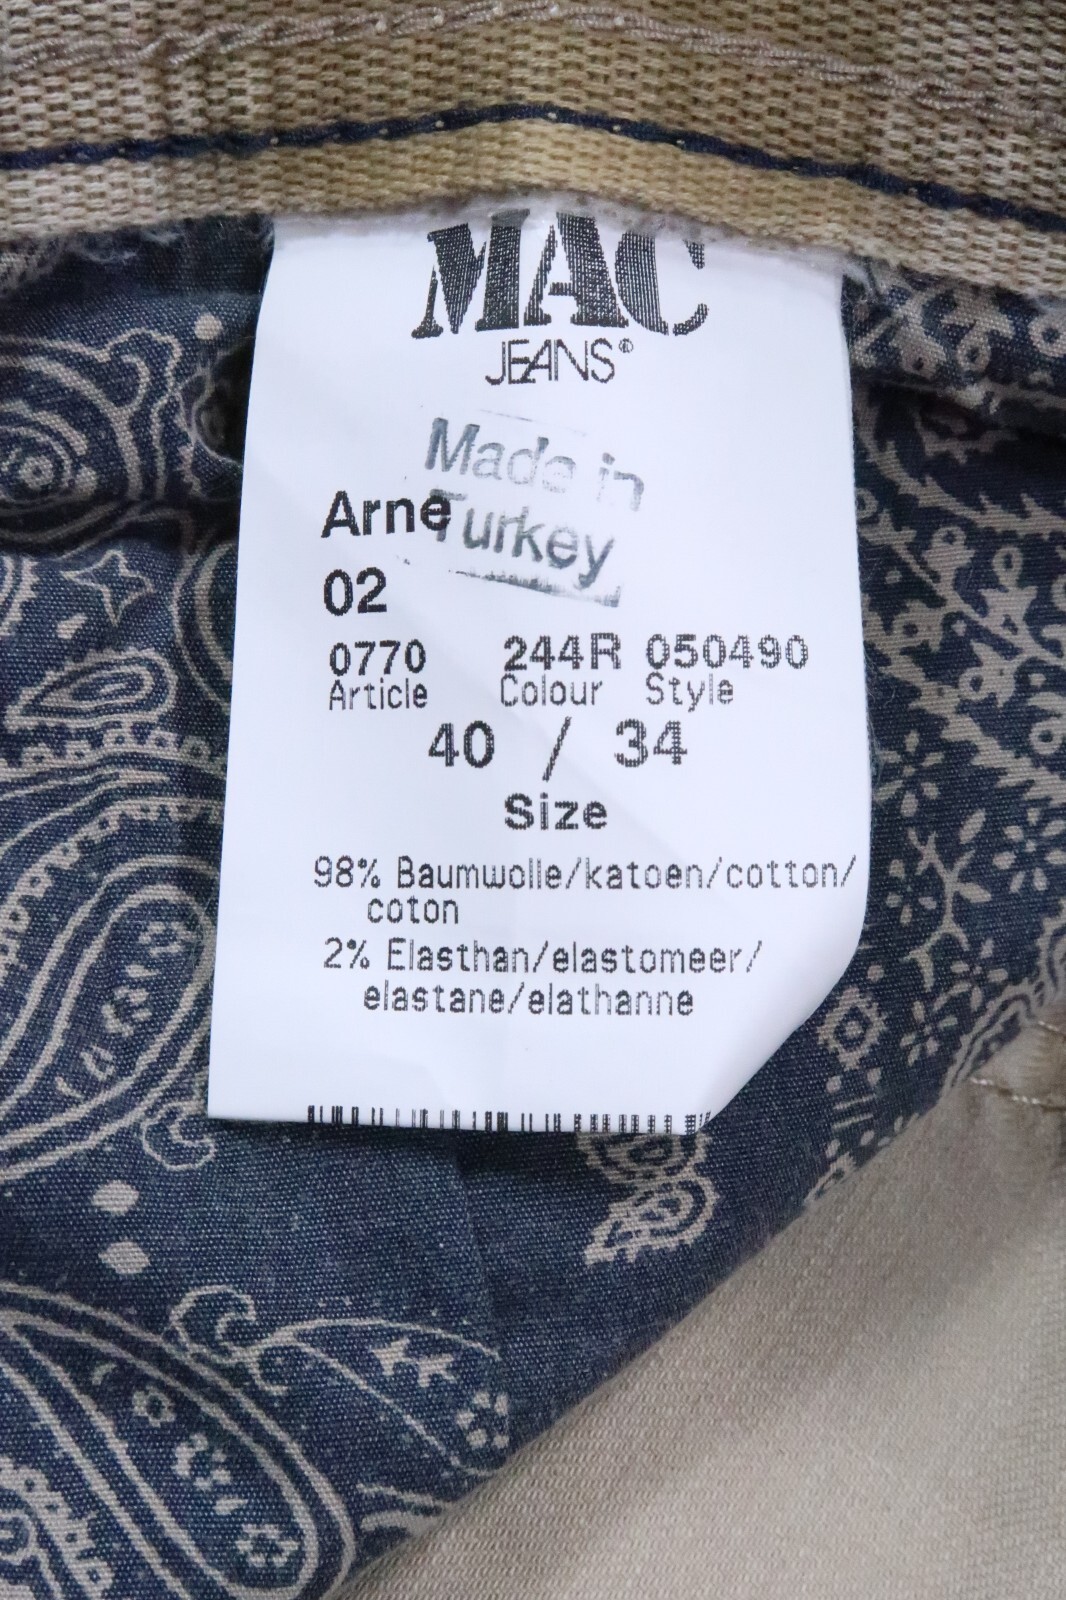 MAC
JEANS®
Made in
Turkey
Arne
02
0770 244R 050490
Article Colour Style
40 / 34
Size
98% Baumwolle/katoen/cotton/
coton
2% Elasthan/elastomeer/
elastane/elathanne